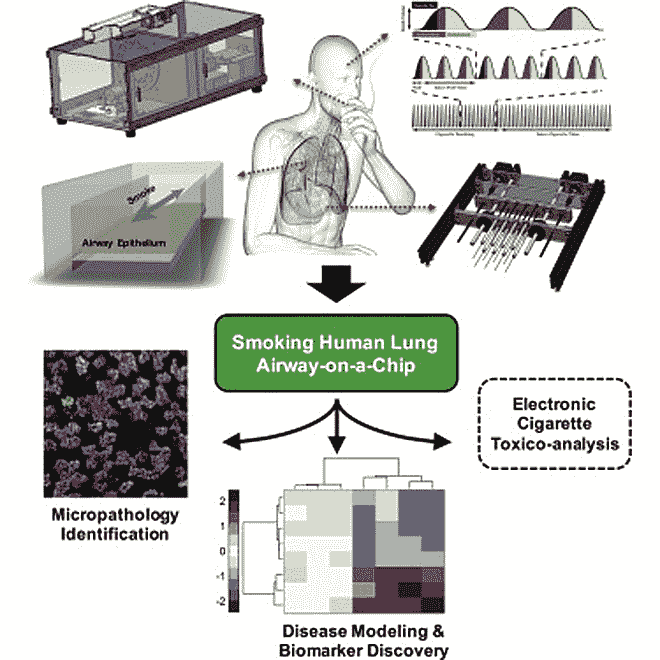 Smoke
Airway Epithelium
Smoking Human Lung
Airway-on-a-Chip
Electronic
Cigarette
Toxico-analysis
Micropathology
Identification
2
1
0
-1
-2
Disease Modeling &
Biomarker Discovery